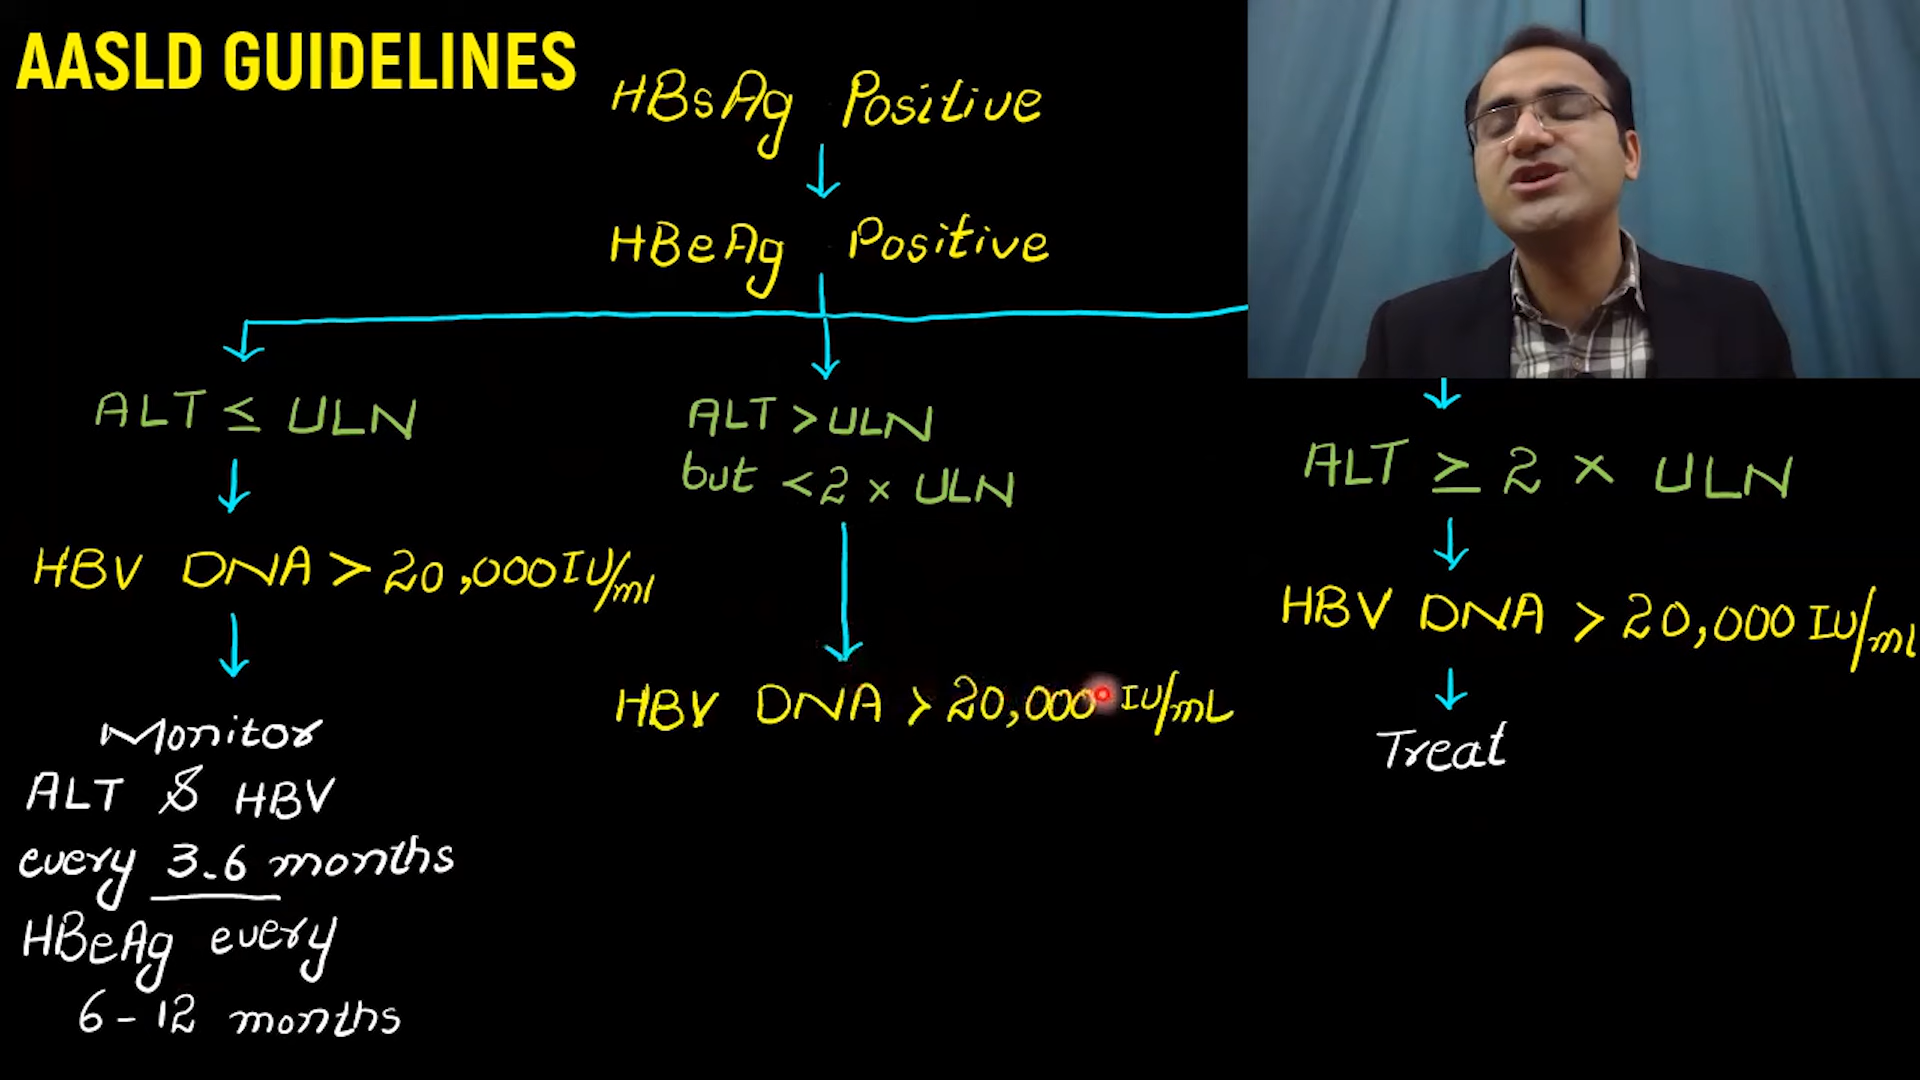 AASLD GUIDELINES
HBsAg Positive
HBeAg Positive
ALT ≤ ULN
HBV DNA > 20,000 IU/ml
Monitor
ALT & HBV
every 3-6 months
HBeAg every
6-12 months
ALT > ULN
but < 2 × ULN
HBV DNA > 20,000 IU/mL
ALT ≥ 2 × ULN
HBV DNA > 20,000 IU/ml
Treat